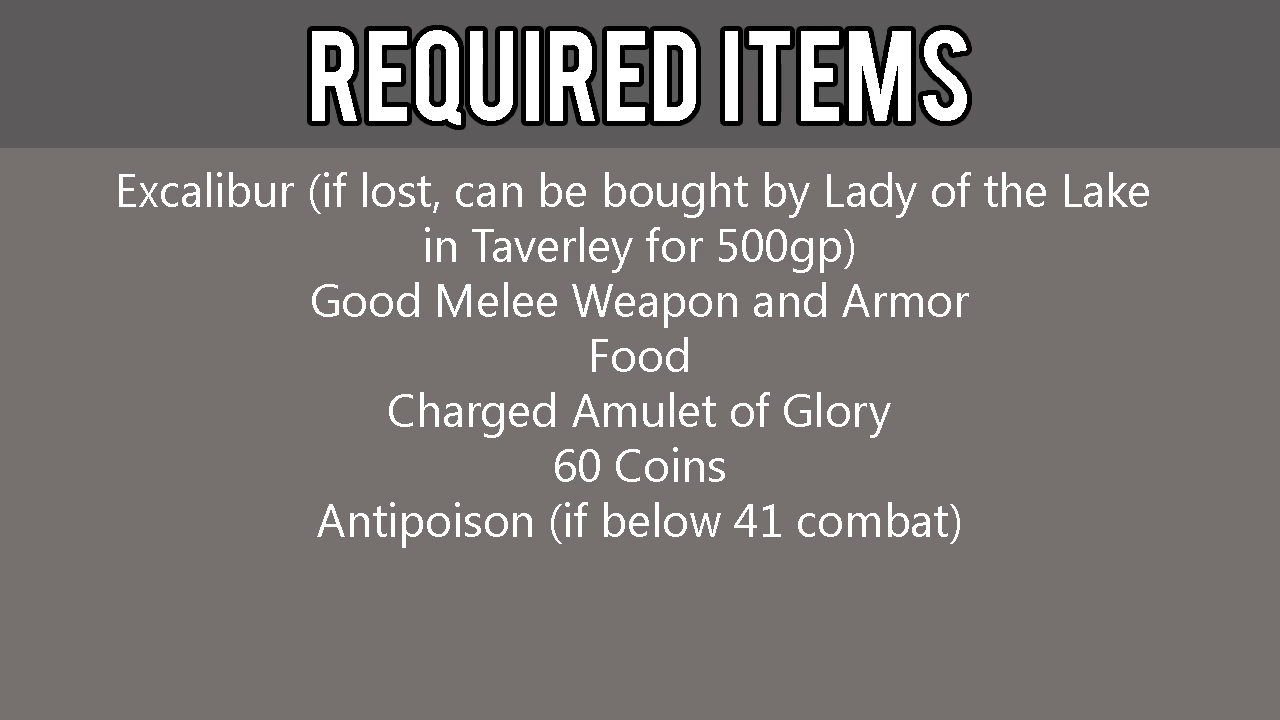 REQUIRED ITEMS
Excalibur (if lost, can be bought by Lady of the Lake
in Taverley for 500gp)
Good Melee Weapon and Armor
Food
Charged Amulet of Glory
60 Coins
Antipoison (if below 41 combat)